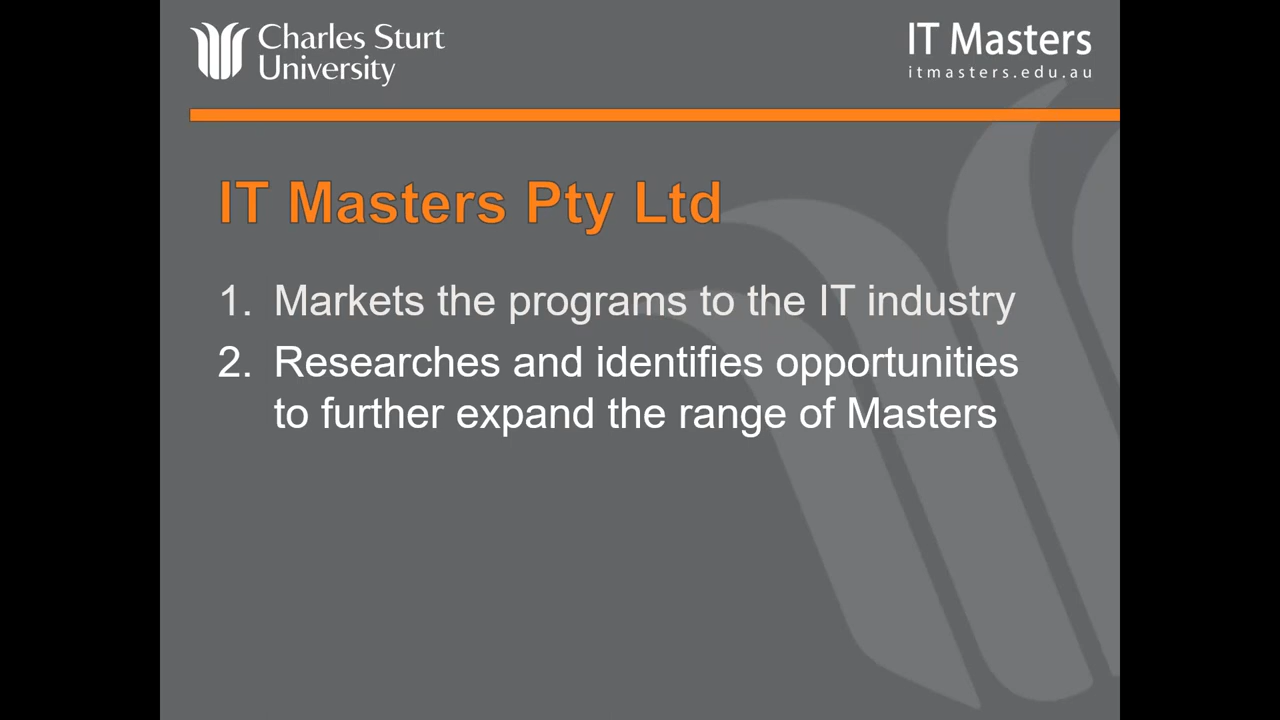 Charles Sturt
University
IT Masters
itmasters.edu.au
IT Masters Pty Ltd
1. Markets the programs to the IT industry
2. Researches and identifies opportunities
to further expand the range of Masters